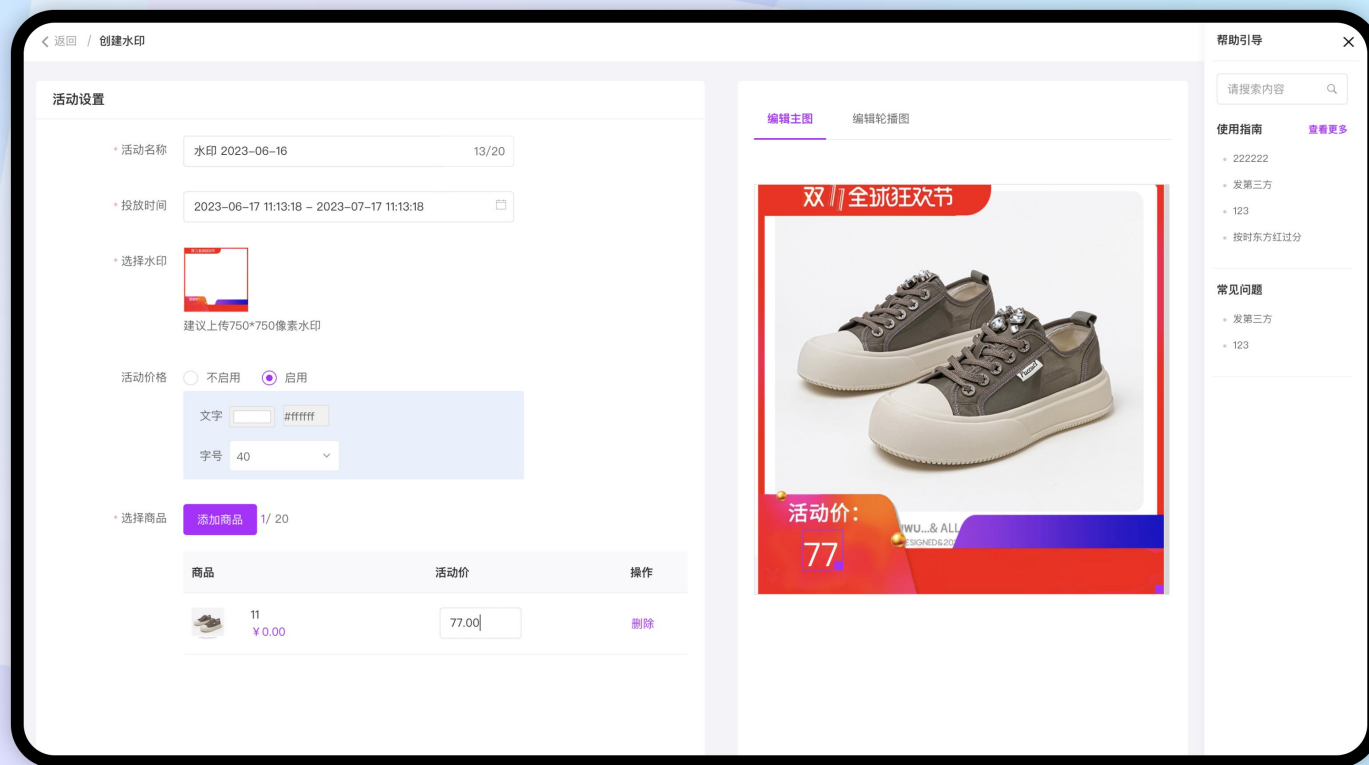 返回 / 创建水印
活动设置
* 活动名称 水印 2023-06-16 13/20
* 投放时间 2023-06-17 11:13:18 – 2023-07-17 11:13:18
* 选择水印
建议上传750*750像素水印
活动价格 不启用 启用
文字 #ffffff
字号 40
* 选择商品 添加商品 1/ 20
商品 活动价 操作
11
¥ 0.00
77.00
删除
编辑主图 编辑轮播图
双11全球狂欢节
活动价:
77
WU...& ALL
ESIGNED&20
帮助引导
请搜索内容
使用指南 查看更多
222222
发第三方
123
按时东方红过分
常见问题
发第三方
123